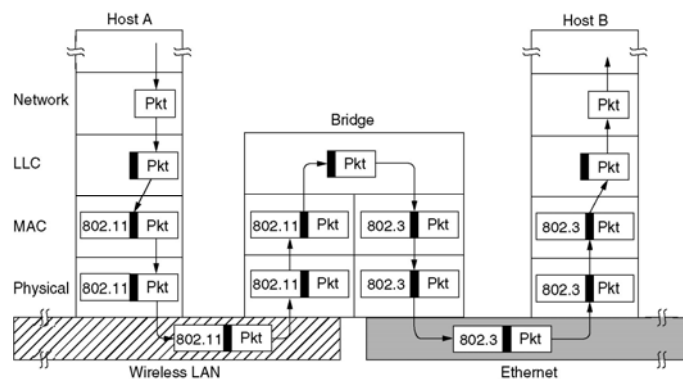 Host A
Host B
Network
Pkt
Pkt
Bridge
LLC
Pkt
Pkt
Pkt
MAC
802.11 Pkt
802.11 Pkt
802.3 Pkt
802.3 Pkt
Physical
802.11 Pkt
802.11 Pkt
802.3 Pkt
802.3 Pkt
802.11 Pkt
802.3 Pkt
Wireless LAN
Ethernet